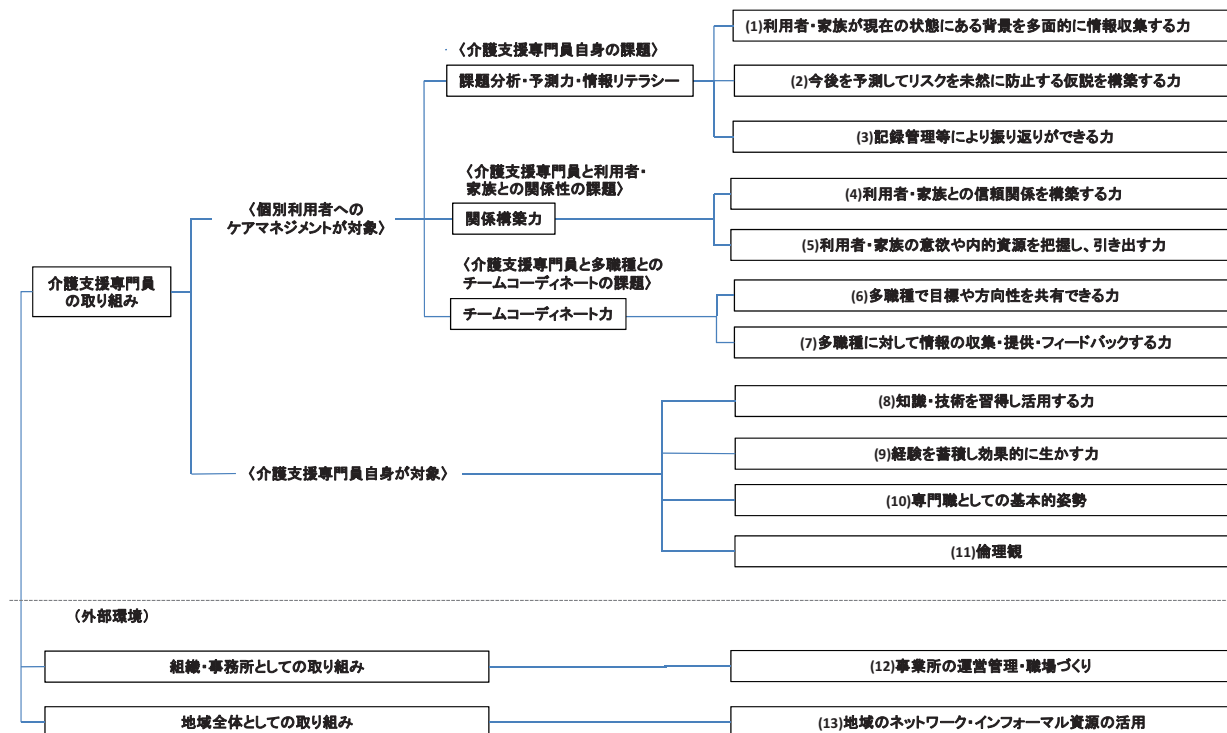 (1)利用者・家族が現在の状態にある背景を多面的に情報収集する力
〈介護支援専門員自身の課題〉
課題分析・予測力・情報リテラシー
(2)今後を予測してリスクを未然に防止する仮説を構築する力
(3)記録管理等により振り返りができる力
〈介護支援専門員と利用者・
家族との関係性の課題〉
(4)利用者・家族との信頼関係を構築する力
〈個別利用者への
ケアマネジメントが対象〉
関係構築力
(5)利用者・家族の意欲や内的資源を把握し、引き出す力
〈介護支援専門員と多職種との
チームコーディネートの課題〉
介護支援専門員
の取り組み
(6)多職種で目標や方向性を共有できる力
チームコーディネート力
(7)多職種に対して情報の収集・提供・フィードバックする力
(8)知識・技術を習得し活用する力
(9)経験を蓄積し効果的に生かす力
〈介護支援専門員自身が対象〉
(10)専門職としての基本的姿勢
(11)倫理観
(外部環境)
組織・事務所としての取り組み
(12)事業所の運営管理・職場づくり
地域全体としての取り組み
(13)地域のネットワーク・インフォーマル資源の活用